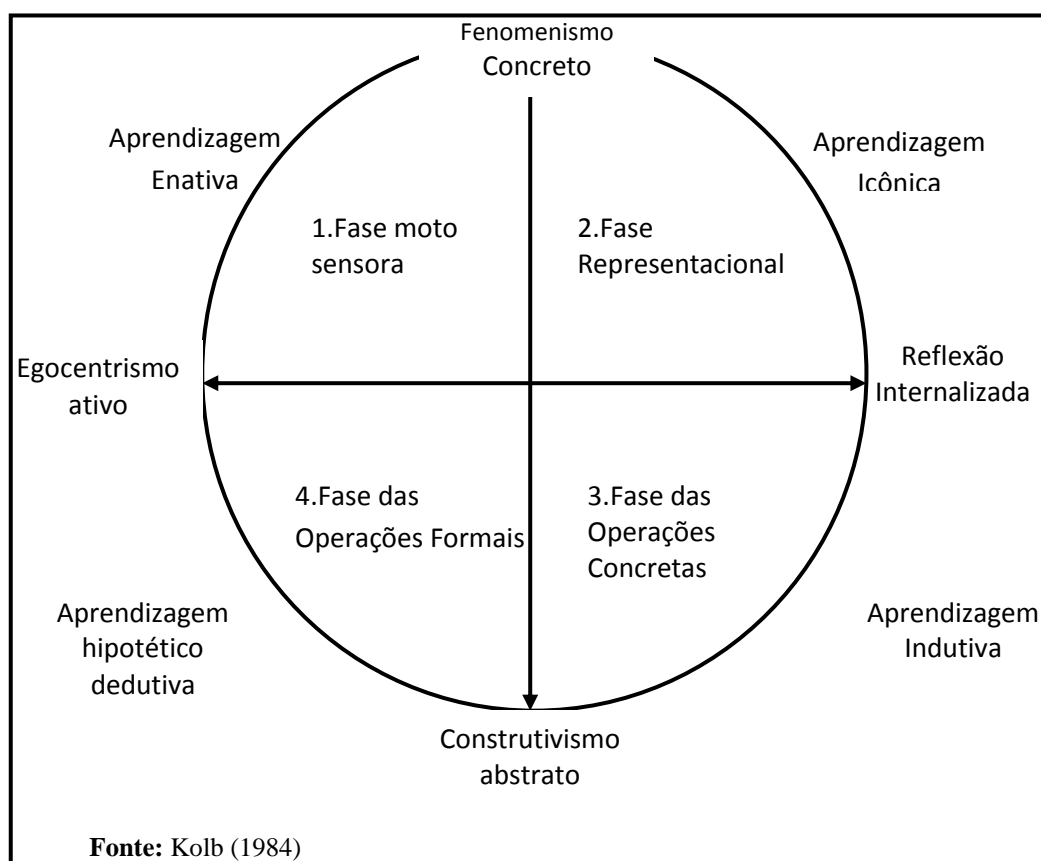 Fenomenismo
Concreto
Aprendizagem
Enativa
Aprendizagem
Icônica
1.Fase moto
sensora
2.Fase
Representacional
Egocentrismo
ativo
Reflexão
Internalizada
4.Fase das
Operações Formais
3.Fase das
Operações
Concretas
Aprendizagem
hipotético
dedutiva
Aprendizagem
Indutiva
Construtivismo
abstrato
Fonte: Kolb (1984)